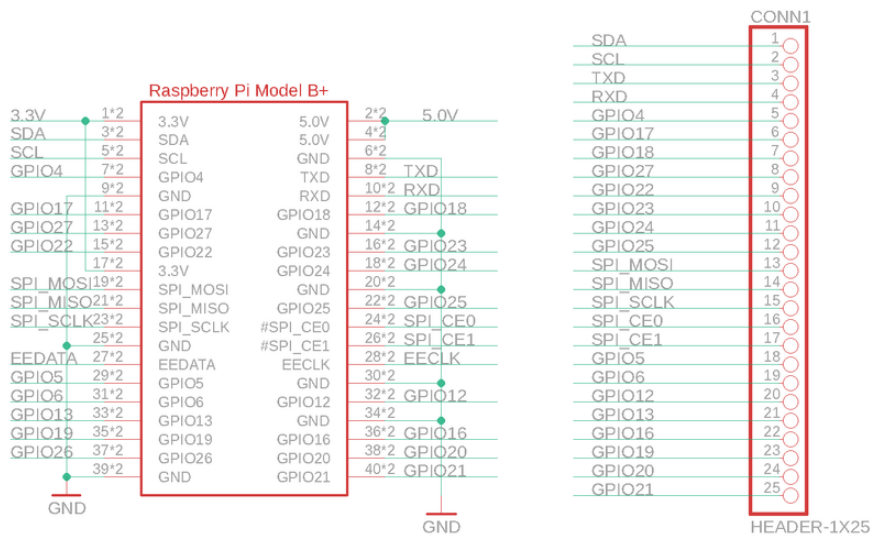 CONN1
Raspberry Pi Model B+
3.3V 1*2 3.3V 5.0V 2*2 5.0V
SDA 3*2 SDA 5.0V 4*2
SCL 5*2 SCL GND 6*2
GPIO4 7*2 GPIO4 TXD 8*2 TXD
9*2 GND RXD 10*2 RXD
GPIO17 11*2 GPIO17 GPIO18 12*2 GPIO18
GPIO27 13*2 GPIO27 GND 14*2
GPIO22 15*2 GPIO22 GPIO23 16*2 GPIO23
17*2 3.3V GPIO24 18*2 GPIO24
SPI_MOSI 19*2 SPI_MOSI GND 20*2
SPI_MISO 21*2 SPI_MISO GPIO25 22*2 GPIO25
SPI_SCLK 23*2 SPI_SCLK #SPI_CE0 24*2 SPI_CE0
25*2 GND #SPI_CE1 26*2 SPI_CE1
EEDATA 27*2 EEDATA EECLK 28*2 EECLK
GPIO5 29*2 GPIO5 GND 30*2
GPIO6 31*2 GPIO6 GPIO12 32*2 GPIO12
GPIO13 33*2 GPIO13 GND 34*2
GPIO19 35*2 GPIO19 GPIO16 36*2 GPIO16
GPIO26 37*2 GPIO26 GPIO20 38*2 GPIO20
39*2 GND GPIO21 40*2 GPIO21
GND
GND
SDA 1
SCL 2
TXD 3
RXD 4
GPIO4 5
GPIO17 6
GPIO18 7
GPIO27 8
GPIO22 9
GPIO23 10
GPIO24 11
GPIO25 12
SPI_MOSI 13
SPI_MISO 14
SPI_SCLK 15
SPI_CE0 16
SPI_CE1 17
GPIO5 18
GPIO6 19
GPIO12 20
GPIO13 21
GPIO16 22
GPIO19 23
GPIO20 24
GPIO21 25
HEADER-1X25